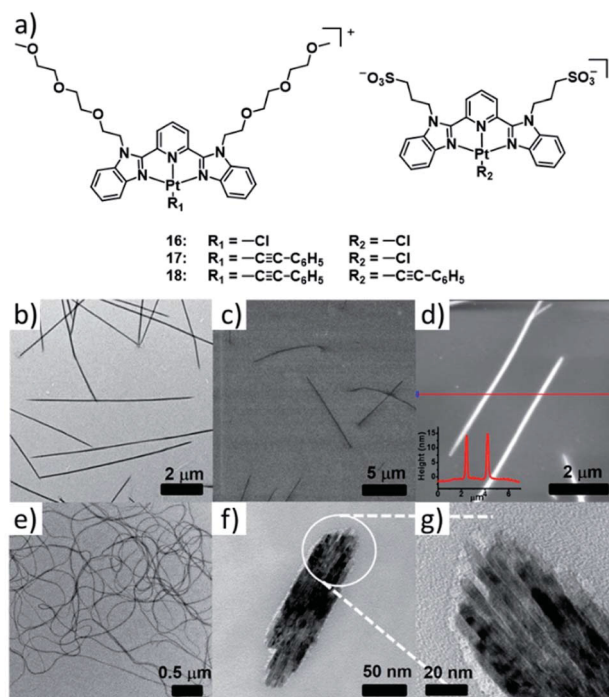 a)
+
O
O
O
O
O
O
N
N
N
N
N
Pt
R₁
⁻O₃S
SO₃⁻
N
N
N
N
N
Pt
R₂
16: R₁ = —Cl R₂ = —Cl
17: R₁ = —C≡C–C₆H₅ R₂ = —Cl
18: R₁ = —C≡C–C₆H₅ R₂ = —C≡C–C₆H₅
b)
2 μm
c)
5 μm
d)
Height (nm)
15
10
5
0
0 2 4 6
μm
2 μm
e)
0.5 μm
f)
50 nm
g)
20 nm